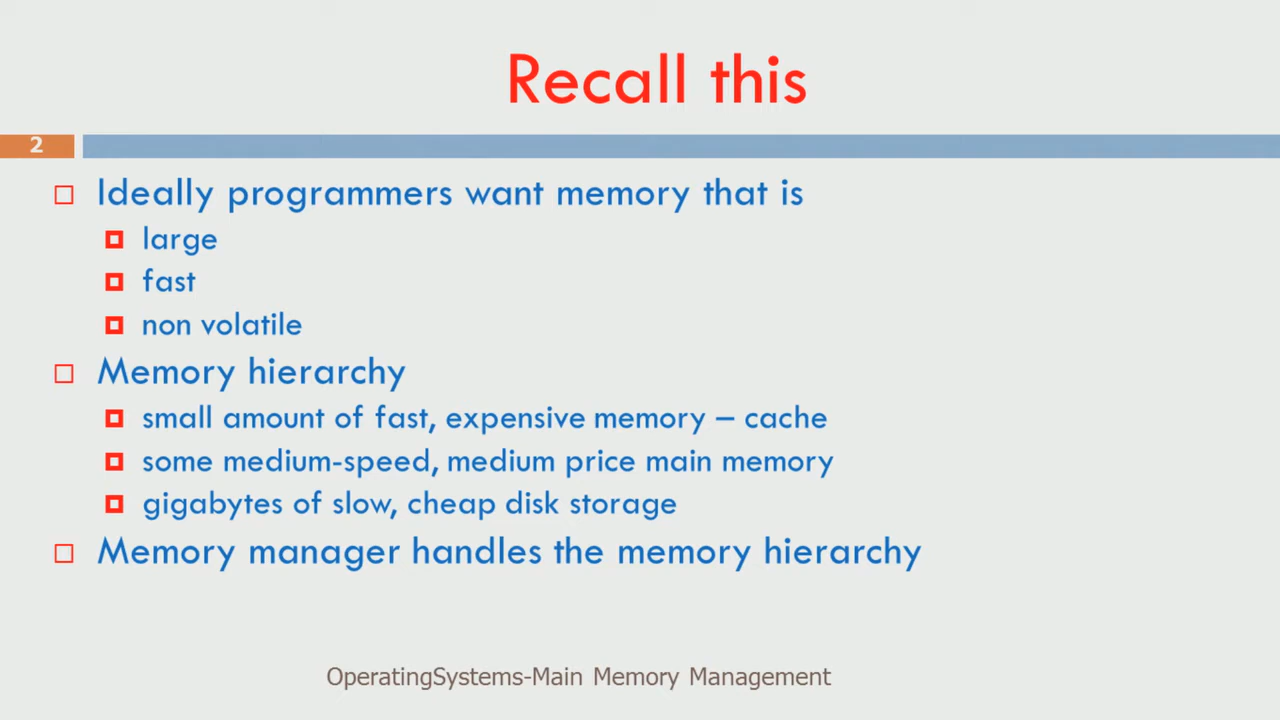 Recall this
2
Ideally programmers want memory that is
large
fast
non volatile
Memory hierarchy
small amount of fast, expensive memory – cache
some medium-speed, medium price main memory
gigabytes of slow, cheap disk storage
Memory manager handles the memory hierarchy
OperatingSystems-Main Memory Management